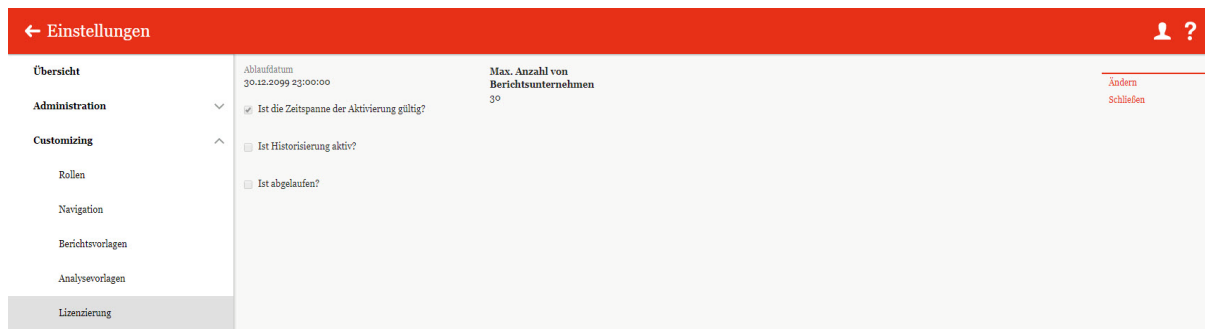 Einstellungen
?
Übersicht
Administration
Customizing
Rollen
Navigation
Berichtsvorlagen
Analysevorlagen
Lizenzierung
Ablaufdatum
30.12.2099 23:00:00
Ist die Zeitspanne der Aktivierung gültig?
Ist Historisierung aktiv?
Ist abgelaufen?
Max. Anzahl von
Berichtsunternehmen
30
Ändern
Schließen